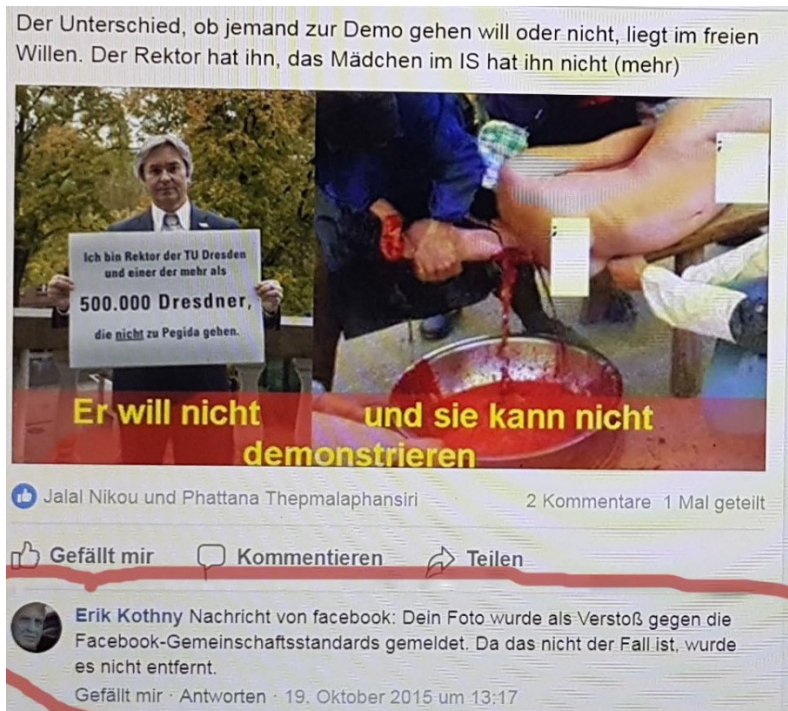 Der Unterschied, ob jemand zur Demo gehen will oder nicht, liegt im freien
Willen. Der Rektor hat ihn, das Mädchen im IS hat ihn nicht (mehr)
Ich bin Rektor der TU Dresden
und einer der mehr als
500.000 Dresdner,
die nicht zu Pegida gehen.
Er will nicht und sie kann nicht
demonstrieren
Jalal Nikou und Phattana Thepmalaphansiri 2 Kommentare 1 Mal geteilt
Gefällt mir Kommentieren Teilen
Erik Kothny Nachricht von facebook: Dein Foto wurde als Verstoß gegen die
Facebook-Gemeinschaftsstandards gemeldet. Da das nicht der Fall ist, wurde
es nicht entfernt.
Gefällt mir · Antworten · 19. Oktober 2015 um 13:17